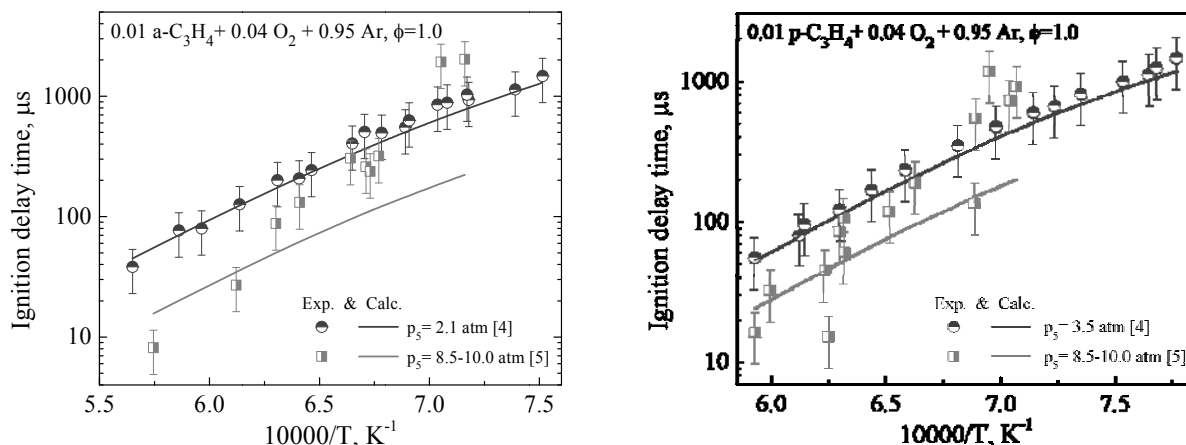 0.01 a-C₃H₄+ 0.04 O₂ + 0.95 Ar, ϕ=1.0
Ignition delay time, µs
1000
100
10
Exp. & Calc.
p₅= 2.1 atm [4]
p₅= 8.5-10.0 atm [5]
5.5 6.0 6.5 7.0 7.5
10000/T, K⁻¹
0.01 p-C₃H₄+ 0.04 O₂ + 0.95 Ar, ϕ=1.0
Ignition delay time, µs
1000
100
10
Exp. & Calc.
p₅= 3.5 atm [4]
p₅= 8.5-10.0 atm [5]
6.0 6.5 7.0 7.5
10000/T, K⁻¹